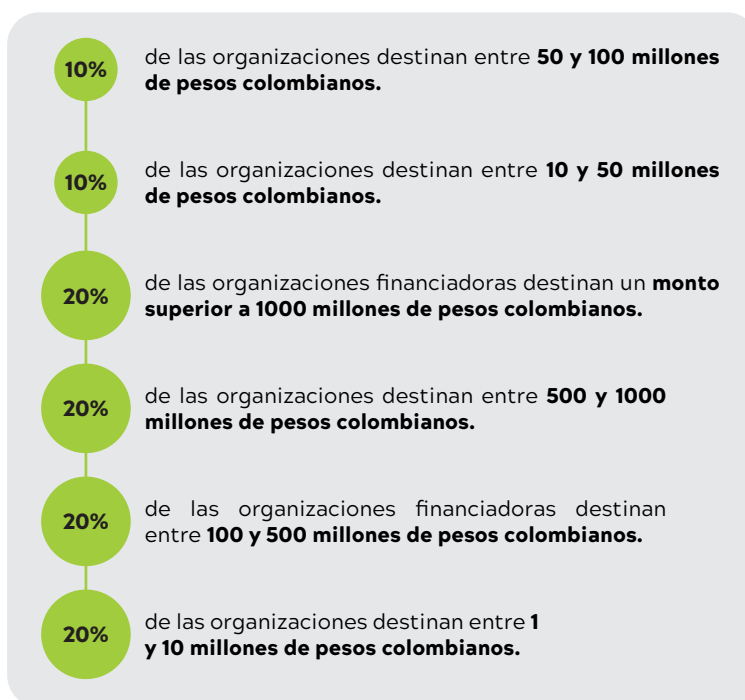 10%
de las organizaciones destinan entre 50 y 100 millones
de pesos colombianos.
10%
de las organizaciones destinan entre 10 y 50 millones
de pesos colombianos.
20%
de las organizaciones financiadoras destinan un monto
superior a 1000 millones de pesos colombianos.
20%
de las organizaciones destinan entre 500 y 1000
millones de pesos colombianos.
20%
de las organizaciones financiadoras destinan
entre 100 y 500 millones de pesos colombianos.
20%
de las organizaciones destinan entre 1
y 10 millones de pesos colombianos.